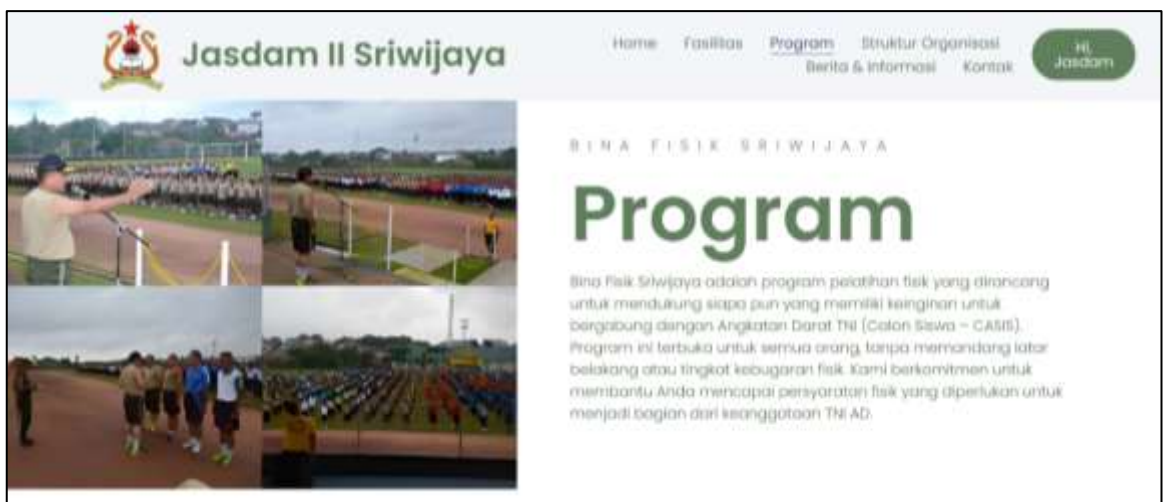 Jasdam II Sriwijaya
Home Fasilitas Program Struktur Organisasi
Berita & Informasi Kontak
Hi,
Jasdam
BINA FISIK SRIWIJAYA
Program
Bina Fisik Sriwijaya adalah program pelatihan fisik yang dirancang
untuk mendukung siapa pun yang memiliki keinginan untuk
bergabung dengan Angkatan Darat TNI (Calon Siswa – CASIS).
Program ini terbuka untuk semua orang, tanpa memandang latar
belakang atau tingkat kebugaran fisik. Kami berkomitmen untuk
membantu Anda mencapai persyaratan fisik yang diperlukan untuk
menjadi bagian dari keanggotaan TNI AD.